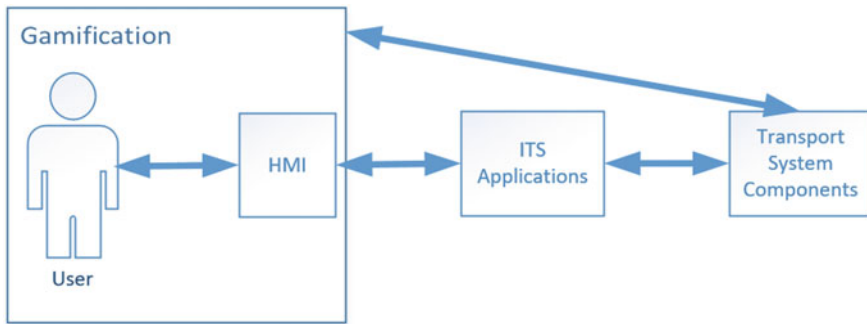 Gamification
User
HMI
ITS
Applications
Transport
System
Components